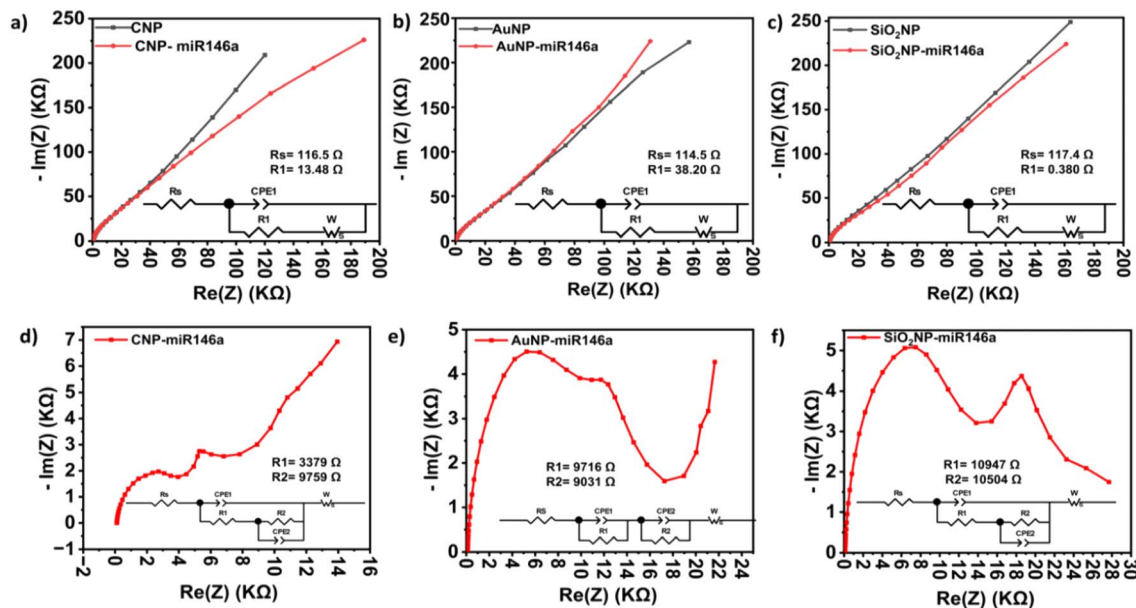 a)
CNP
CNP- miR146a
- Im(Z) (KΩ)
250
200
150
100
50
0
Rs= 116.5 Ω
R1= 13.48 Ω
Rs
CPE1
R1
W
S
0 20 40 60 80 100 120 140 160 180 200
Re(Z) (KΩ)
b)
AuNP
AuNP-miR146a
- Im(Z) (KΩ)
250
200
150
100
50
0
Rs= 114.5 Ω
R1= 38.20 Ω
Rs
CPE1
R1
W
S
0 20 40 60 80 100 120 140 160 180 200
Re(Z) (KΩ)
c)
SiO2NP
SiO2NP-miR146a
- Im(Z) (KΩ)
250
200
150
100
50
0
Rs= 117.4 Ω
R1= 0.380 Ω
Rs
CPE1
R1
W
S
0 20 40 60 80 100 120 140 160 180 200
Re(Z) (KΩ)
d)
CNP-miR146a
- Im(Z) (KΩ)
7
6
5
4
3
2
1
0
−1
R1= 3379 Ω
R2= 9759 Ω
Rs
CPE1
W
S
R1
R2
CPE2
−2 0 2 4 6 8 10 12 14 16
Re(Z) (KΩ)
e)
AuNP-miR146a
- Im(Z) (KΩ)
5
4
3
2
1
0
R1= 9716 Ω
R2= 9031 Ω
RS
CPE1
CPE2
W
S
R1
R2
0 2 4 6 8 10 12 14 16 18 20 22 24
Re(Z) (KΩ)
f)
SiO2NP-miR146a
- Im(Z) (KΩ)
5
4
3
2
1
0
R1= 10947 Ω
R2= 10504 Ω
Rs
CPE1
W
S
R1
R2
CPE2
0 2 4 6 8 10 12 14 16 18 20 22 24 26 28 30
Re(Z) (KΩ)